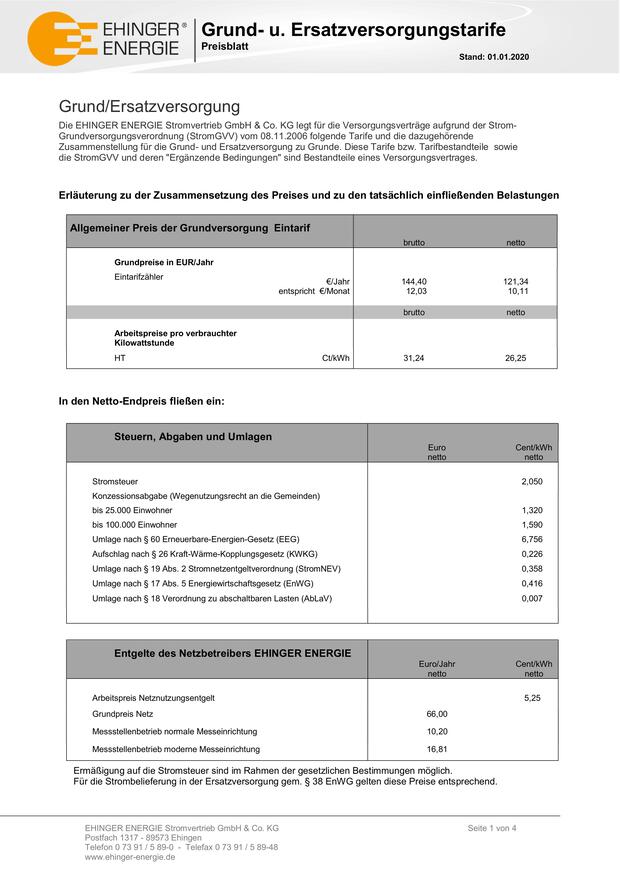 EHINGER ®
ENERGIE
Grund- u. Ersatzversorgungstarife
Preisblatt
Stand: 01.01.2020
Grund/Ersatzversorgung
Die EHINGER ENERGIE Stromvertrieb GmbH & Co. KG legt für die Versorgungsverträge aufgrund der Strom-
Grundversorgungsverordnung (StromGVV) vom 08.11.2006 folgende Tarife und die dazugehörende
Zusammenstellung für die Grund- und Ersatzversorgung zu Grunde. Diese Tarife bzw. Tarifbestandteile sowie
die StromGVV und deren "Ergänzende Bedingungen" sind Bestandteile eines Versorgungsvertrages.
Erläuterung zu der Zusammensetzung des Preises und zu den tatsächlich einfließenden Belastungen
Allgemeiner Preis der Grundversorgung Eintarif
brutto netto
Grundpreise in EUR/Jahr
Eintarifzähler €/Jahr 144,40 121,34
entspricht €/Monat 12,03 10,11
brutto netto
Arbeitspreise pro verbrauchter
Kilowattstunde
HT Ct/kWh 31,24 26,25
In den Netto-Endpreis fließen ein:
Steuern, Abgaben und Umlagen
Euro Cent/kWh
netto netto
Stromsteuer 2,050
Konzessionsabgabe (Wegenutzungsrecht an die Gemeinden)
bis 25.000 Einwohner 1,320
bis 100.000 Einwohner 1,590
Umlage nach § 60 Erneuerbare-Energien-Gesetz (EEG) 6,756
Aufschlag nach § 26 Kraft-Wärme-Kopplungsgesetz (KWKG) 0,226
Umlage nach § 19 Abs. 2 Stromnetzentgeltverordnung (StromNEV) 0,358
Umlage nach § 17 Abs. 5 Energiewirtschaftsgesetz (EnWG) 0,416
Umlage nach § 18 Verordnung zu abschaltbaren Lasten (AbLaV) 0,007
Entgelte des Netzbetreibers EHINGER ENERGIE
Euro/Jahr Cent/kWh
netto netto
Arbeitspreis Netznutzungsentgelt 5,25
Grundpreis Netz 66,00
Messstellenbetrieb normale Messeinrichtung 10,20
Messstellenbetrieb moderne Messeinrichtung 16,81
Ermäßigung auf die Stromsteuer sind im Rahmen der gesetzlichen Bestimmungen möglich.
Für die Strombelieferung in der Ersatzversorgung gem. § 38 EnWG gelten diese Preise entsprechend.
EHINGER ENERGIE Stromvertrieb GmbH & Co. KG Seite 1 von 4
Postfach 1317 - 89573 Ehingen
Telefon 0 73 91 / 5 89-0 - Telefax 0 73 91 / 5 89-48
www.ehinger-energie.de